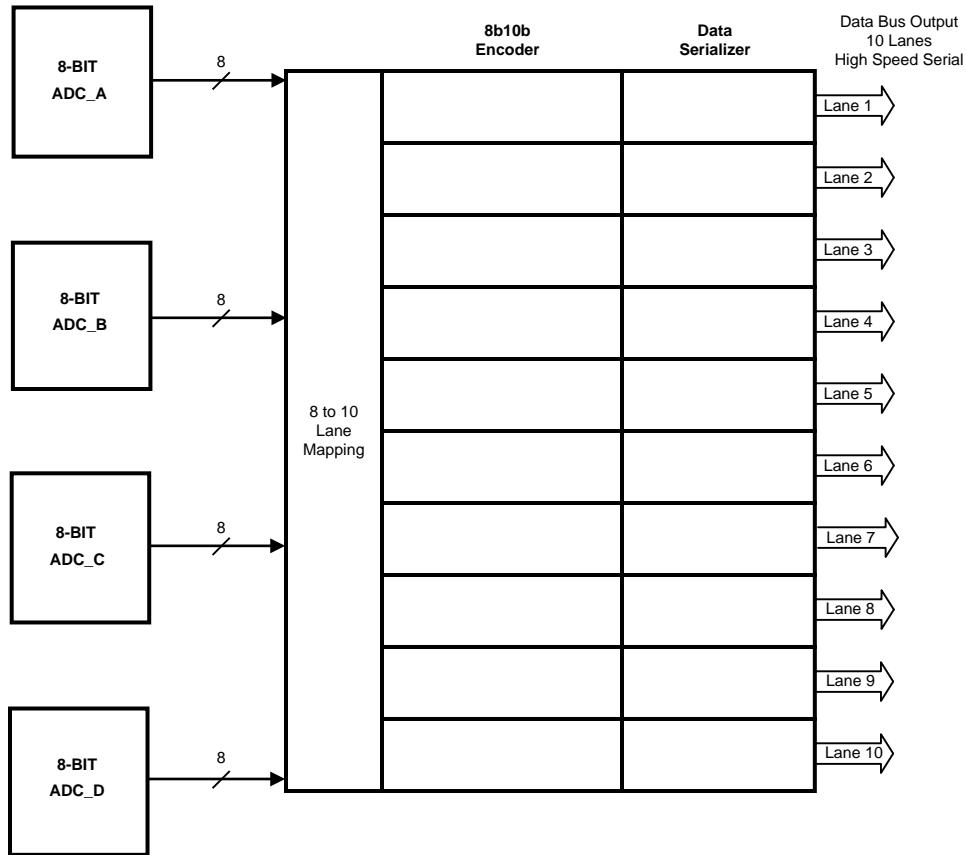 8b10b
Encoder
Data
Serializer
Data Bus Output
10 Lanes
High Speed Serial
8-BIT
ADC_A
8
8-BIT
ADC_B
8
8-BIT
ADC_C
8
8-BIT
ADC_D
8
8 to 10
Lane
Mapping
Lane 1
Lane 2
Lane 3
Lane 4
Lane 5
Lane 6
Lane 7
Lane 8
Lane 9
Lane 10